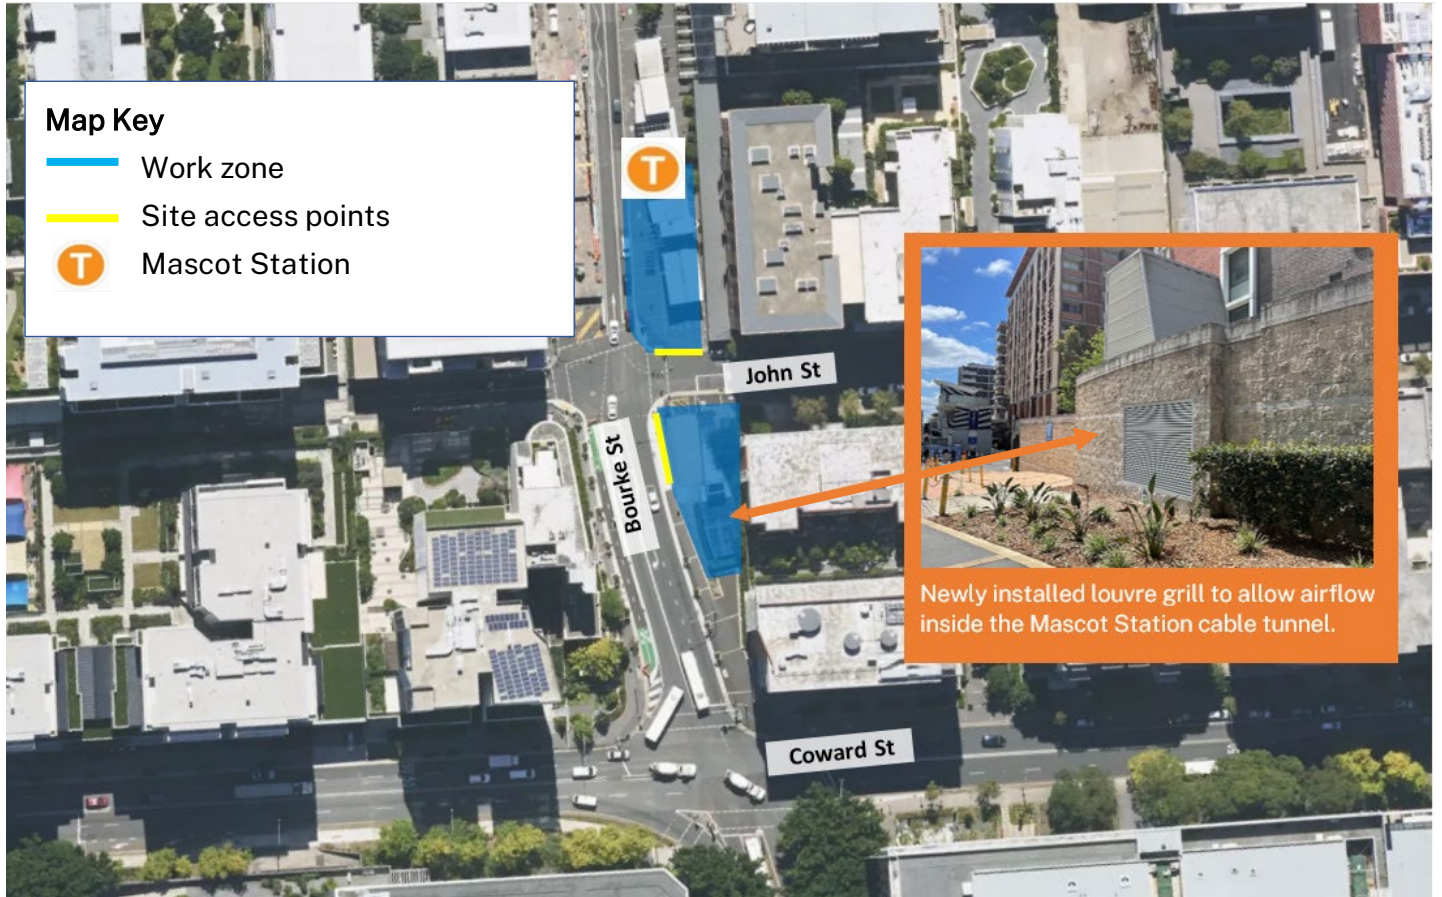 Map Key
Work zone
Site access points
T
Mascot Station
T
John St
Bourke St
Coward St
Newly installed louvre grill to allow airflow
inside the Mascot Station cable tunnel.